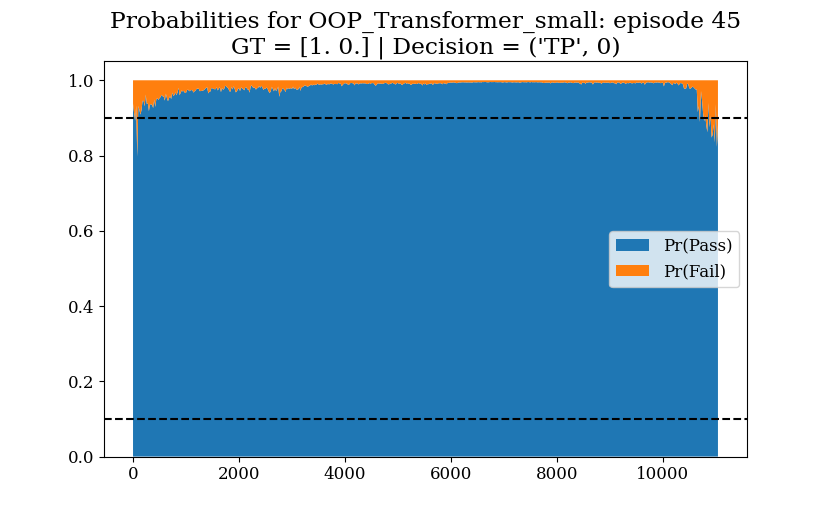 Probabilities for OOP_Transformer_small: episode 45
GT = [1. 0.] | Decision = ('TP', 0)
1.0
0.8
0.6
0.4
0.2
0.0
Pr(Pass)
Pr(Fail)
0 2000 4000 6000 8000 10000